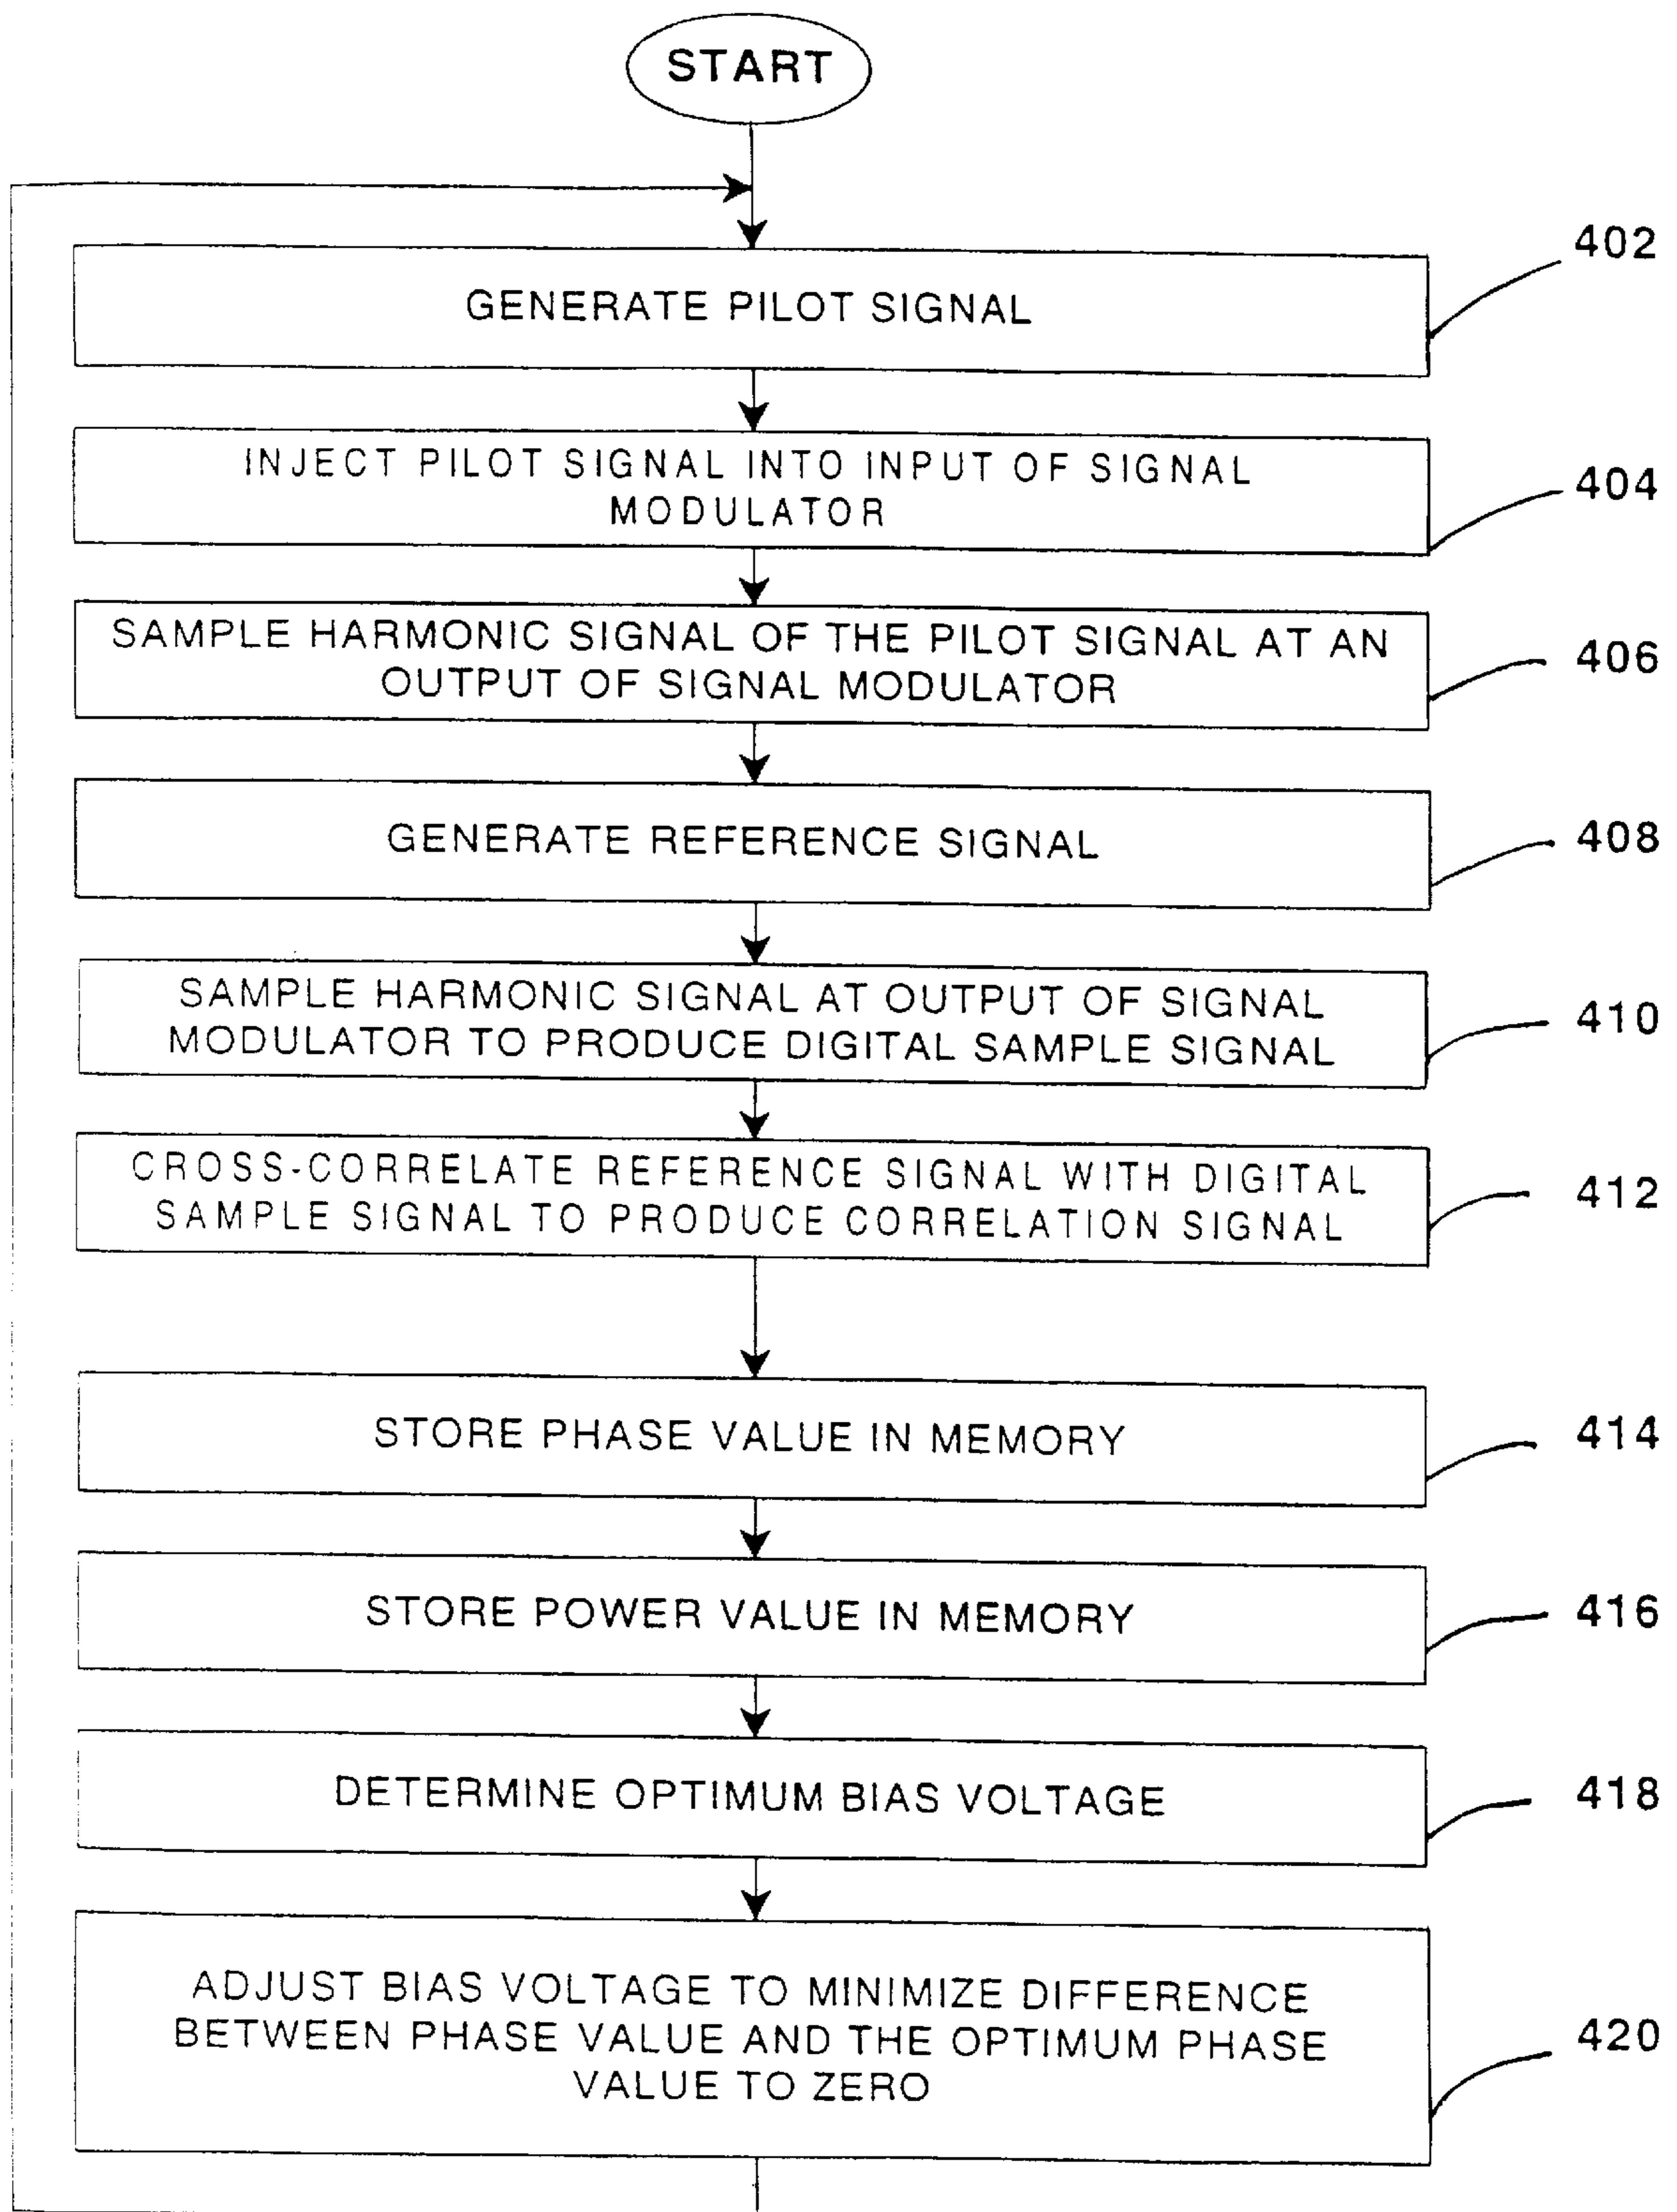 START
402
GENERATE PILOT SIGNAL
INJECT PILOT SIGNAL INTO INPUT OF SIGNAL
MODULATOR
404
SAMPLE HARMONIC SIGNAL OF THE PILOT SIGNAL AT AN
OUTPUT OF SIGNAL MODULATOR
406
GENERATE REFERENCE SIGNAL
408
SAMPLE HARMONIC SIGNAL AT OUTPUT OF SIGNAL
MODULATOR TO PRODUCE DIGITAL SAMPLE SIGNAL
410
CROSS-CORRELATE REFERENCE SIGNAL WITH DIGITAL
SAMPLE SIGNAL TO PRODUCE CORRELATION SIGNAL
412
STORE PHASE VALUE IN MEMORY
414
STORE POWER VALUE IN MEMORY
416
DETERMINE OPTIMUM BIAS VOLTAGE
418
ADJUST BIAS VOLTAGE TO MINIMIZE DIFFERENCE
BETWEEN PHASE VALUE AND THE OPTIMUM PHASE
VALUE TO ZERO
420